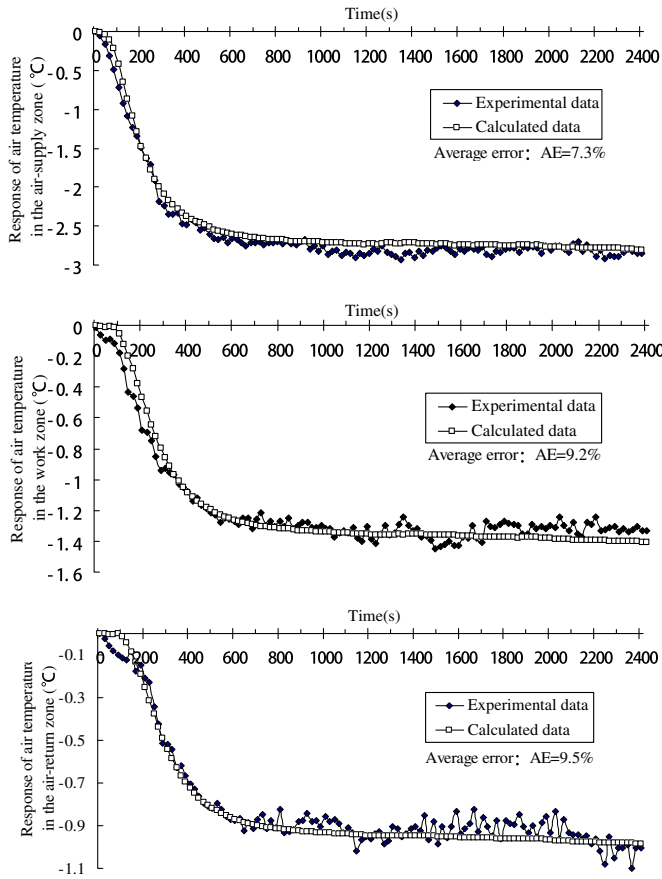 Time(s)
0 200 400 600 800 1000 1200 1400 1600 1800 2000 2200 2400
0
-0.5
-1
-1.5
-2
-2.5
-3
Response of air temperature
in the air-supply zone (℃)
Experimental data
Calculated data
Average error: AE=7.3%
Time(s)
0 200 400 600 800 1000 1200 1400 1600 1800 2000 2200 2400
0
-0.2
-0.4
-0.6
-0.8
-1
-1.2
-1.4
-1.6
Response of air temperature
in the work zone (℃)
Experimental data
Calculated data
Average error: AE=9.2%
Time(s)
0 200 400 600 800 1000 1200 1400 1600 1800 2000 2200 2400
-0.1
-0.3
-0.5
-0.7
-0.9
-1.1
Response of air temperature
in the air-return zone (℃)
Experimental data
Calculated data
Average error: AE=9.5%